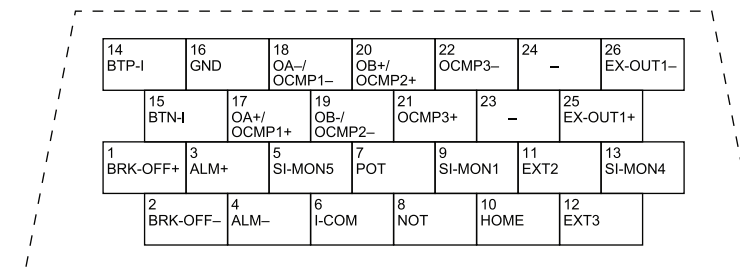 14
BTP-I
16
GND
18
OA–/
OCMP1–
20
OB+/
OCMP2+
22
OCMP3–
24
–
26
EX-OUT1–
15
BTN-I
17
OA+/
OCMP1+
19
OB-/
OCMP2–
21
OCMP3+
23
–
25
EX-OUT1+
1
BRK-OFF+
3
ALM+
5
SI-MON5
7
POT
9
SI-MON1
11
EXT2
13
SI-MON4
2
BRK-OFF–
4
ALM–
6
I-COM
8
NOT
10
HOME
12
EXT3